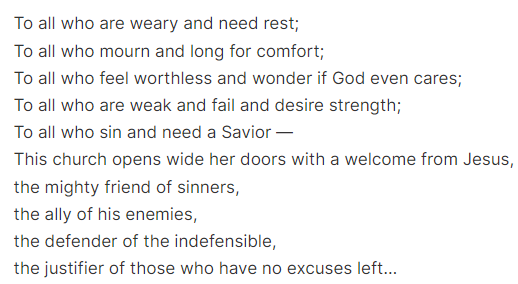 To all who are weary and need rest;
To all who mourn and long for comfort;
To all who feel worthless and wonder if God even cares;
To all who are weak and fail and desire strength;
To all who sin and need a Savior —
This church opens wide her doors with a welcome from Jesus,
the mighty friend of sinners,
the ally of his enemies,
the defender of the indefensible,
the justifier of those who have no excuses left...